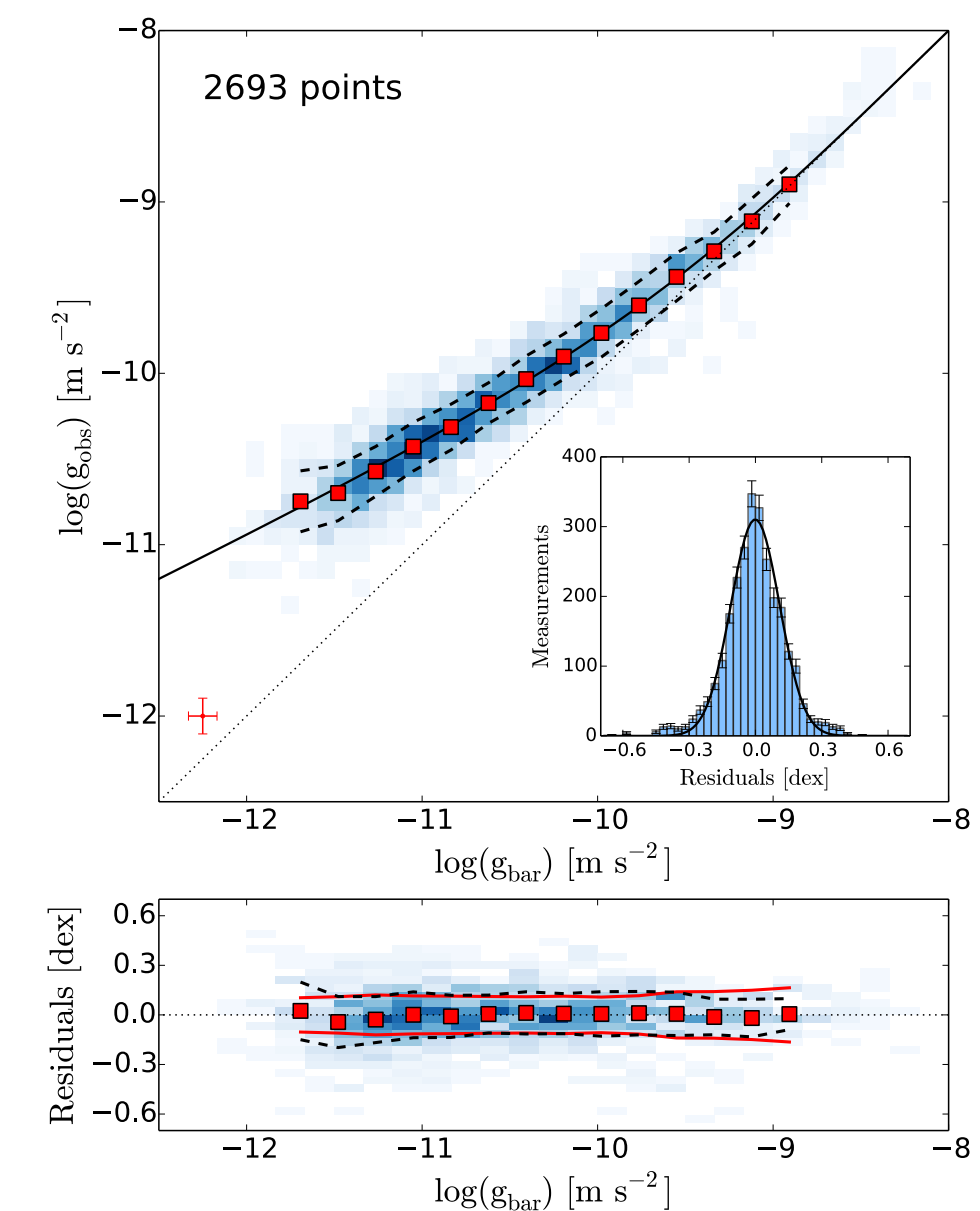 2693 points
−8
−9
−10
−11
−12
log(g_obs) [m s^−2]
−12 −11 −10 −9 −8
log(g_bar) [m s^−2]
400
300
200
100
0
Measurements
−0.6 −0.3 0.0 0.3 0.6
Residuals [dex]
0.6
0.3
0.0
−0.3
−0.6
Residuals [dex]
−12 −11 −10 −9 −8
log(g_bar) [m s^−2]